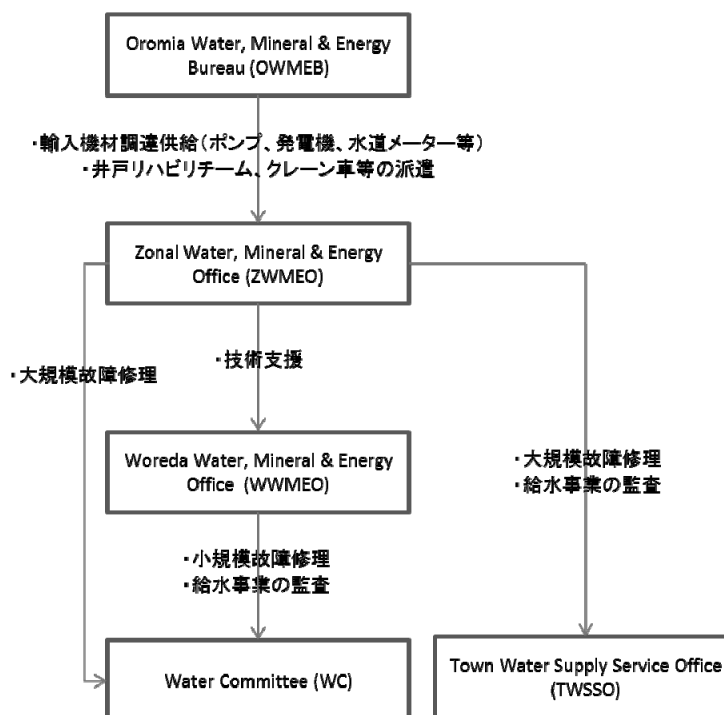 Oromia Water, Mineral & Energy
Bureau (OWMEB)
・輸入機材調達供給(ポンプ、発電機、水道メーター等)
・井戸リハビリチーム、クレーン車等の派遣
Zonal Water, Mineral & Energy
Office (ZWMEO)
・大規模故障修理
・技術支援
Woreda Water, Mineral & Energy
Office (WWMEO)
・大規模故障修理
・給水事業の監査
・小規模故障修理
・給水事業の監査
Water Committee (WC)
Town Water Supply Service Office
(TWSSO)